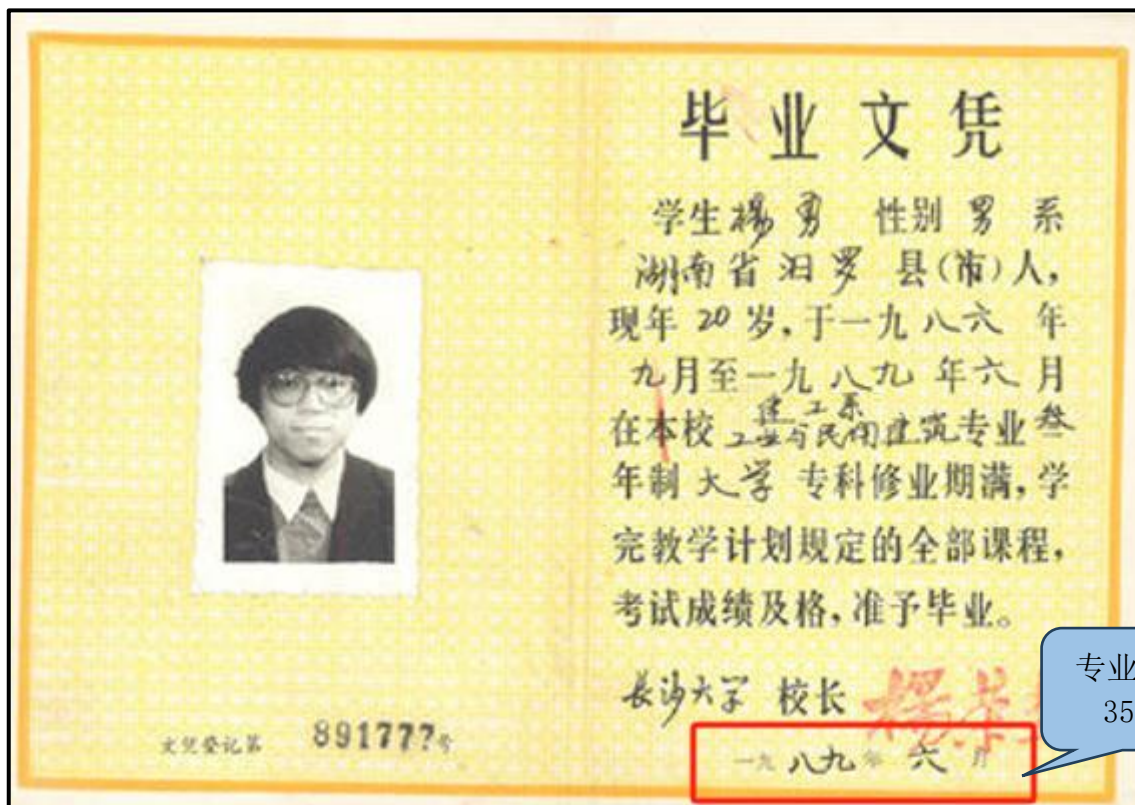 毕业文凭
学生杨勇 性别 男 系
湖南省汨罗 县(市)人,
现年 20 岁,于一九八六 年
九月至一九八九 年六月
建工系
在本校 工业与民用建筑专业叁
年制 大学 专科修业期满,学
完教学计划规定的全部课程,
考试成绩及格,准予毕业。
长沙大学 校长
一九八九年 六 月
文凭登记第 891777号
专业
35